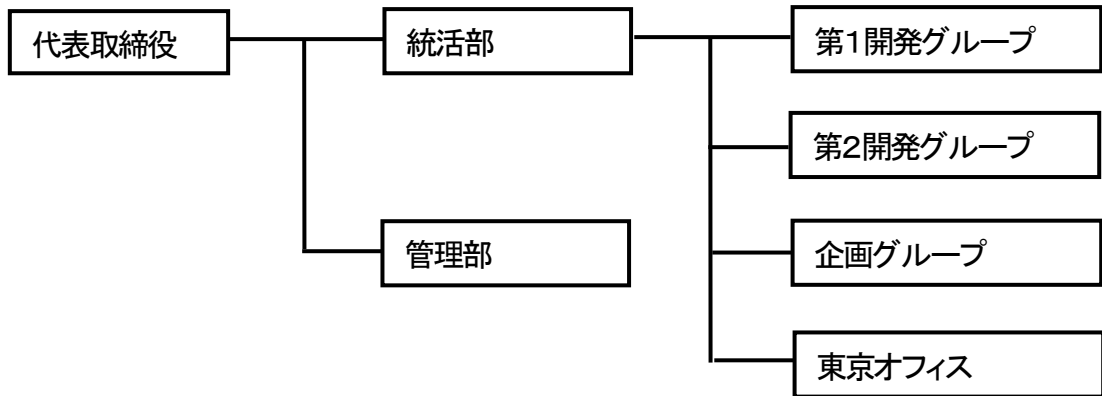 代表取締役
統活部
第1開発グループ
第2開発グループ
管理部
企画グループ
東京オフィス